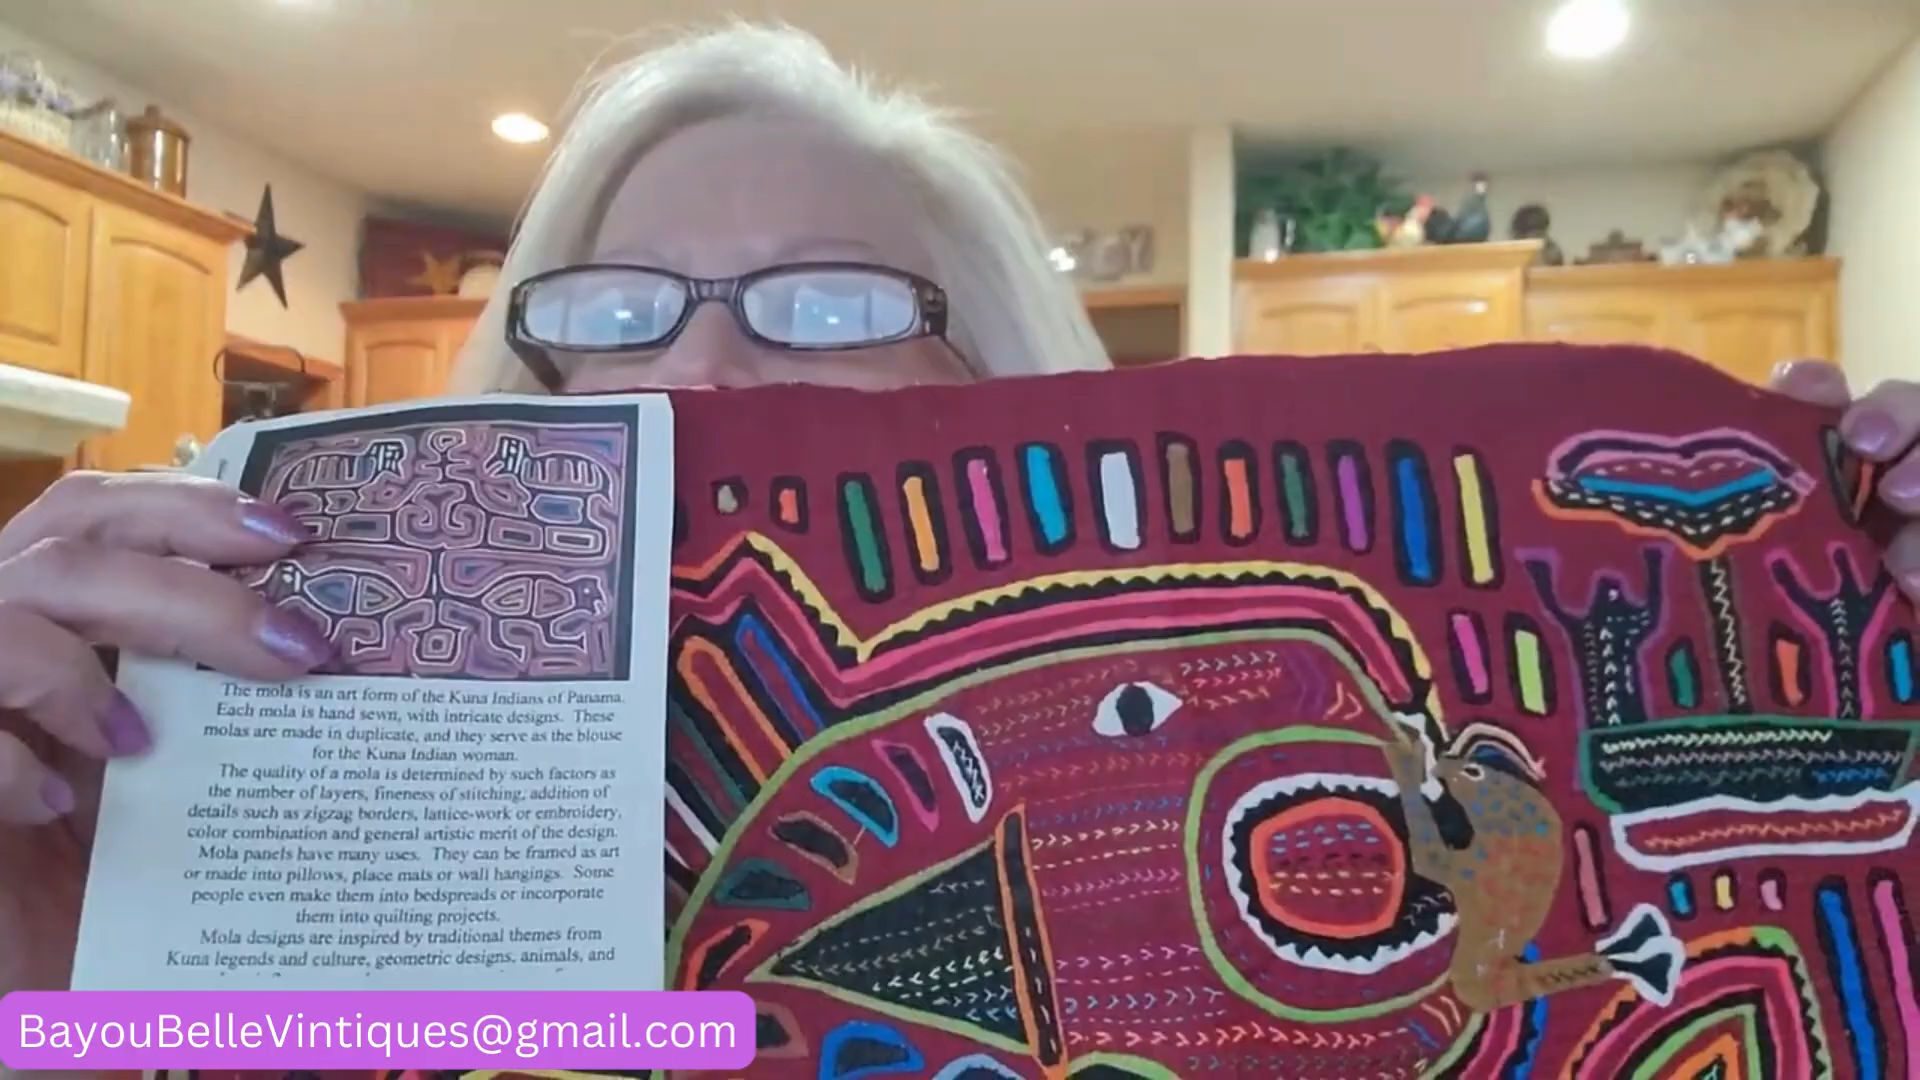 The mola is an art form of the Kuna Indians of Panama.
Each mola is hand sewn, with intricate designs. These
molas are made in duplicate, and they serve as the blouse
for the Kuna Indian woman.
The quality of a mola is determined by such factors as
the number of layers, fineness of stitching, addition of
details such as zigzag borders, lattice-work or embroidery,
color combination and general artistic merit of the design.
Mola panels have many uses. They can be framed as art
or made into pillows, place mats or wall hangings. Some
people even make them into bedspreads or incorporate
them into quilting projects.
Mola designs are inspired by traditional themes from
Kuna legends and culture, geometric designs, animals, and
BayouBelleVintiques@gmail.com